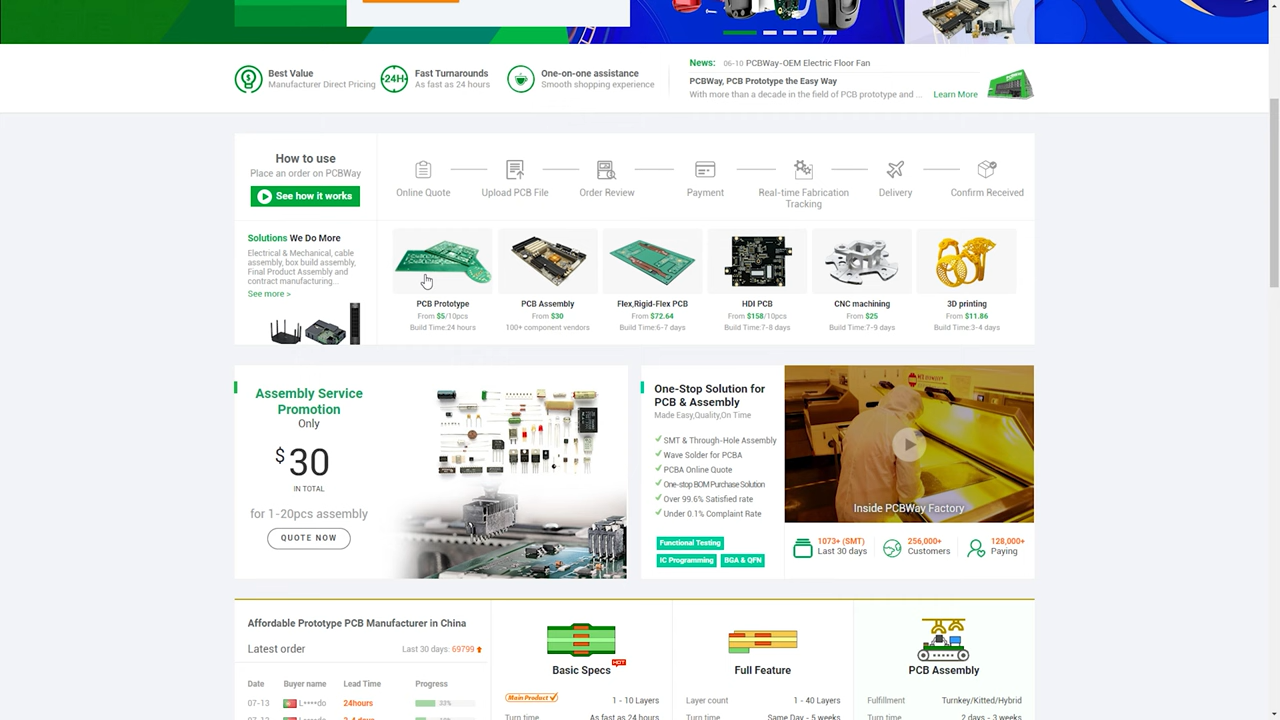 Best Value
Manufacturer Direct Pricing
24H
Fast Turnarounds
As fast as 24 hours
One-on-one assistance
Smooth shopping experience
News: 06-10 PCBWay-OEM Electric Floor Fan
PCBWay, PCB Prototype the Easy Way
With more than a decade in the field of PCB prototype and ...
Learn More
How to use
Place an order on PCBWay
See how it works
Online Quote
Upload PCB File
Order Review
Payment
Real-time Fabrication
Tracking
Delivery
Confirm Received
Solutions We Do More
Electrical & Mechanical, cable
assembly, box build assembly,
Final Product Assembly and
contract manufacturing...
See more >
PCB Prototype
From $5/10pcs
Build Time:24 hours
PCB Assembly
From $30
100+ component vendors
Flex,Rigid-Flex PCB
From $72.64
Build Time:6-7 days
HDI PCB
From $158/10pcs
Build Time:7-8 days
CNC machining
From $25
Build Time:7-9 days
3D printing
From $11.86
Build Time:3-4 days
Assembly Service
Promotion
Only
$30
IN TOTAL
for 1-20pcs assembly
QUOTE NOW
One-Stop Solution for
PCB & Assembly
Made Easy,Quality,On Time
SMT & Through-Hole Assembly
Wave Solder for PCBA
PCBA Online Quote
One-stop BOM Purchase Solution
Over 99.6% Satisfied rate
Under 0.1% Complaint Rate
Functional Testing
IC Programming
BGA & QFN
Inside PCBWay Factory
1073+ (SMT)
Last 30 days
256,000+
Customers
128,000+
Paying
Affordable Prototype PCB Manufacturer in China
Latest order
Last 30 days: 69799
Date Buyer name Lead Time Progress
07-13 L****do 24hours 33%
HOT
Basic Specs
Main Product
1 - 10 Layers
Turn time As fast as 24 hours
Full Feature
Layer count 1 - 40 Layers
Turn time Same Day - 5 weeks
PCB Assembly
Fulfillment Turnkey/Kitted/Hybrid
Turn time 2 days - 3 weeks